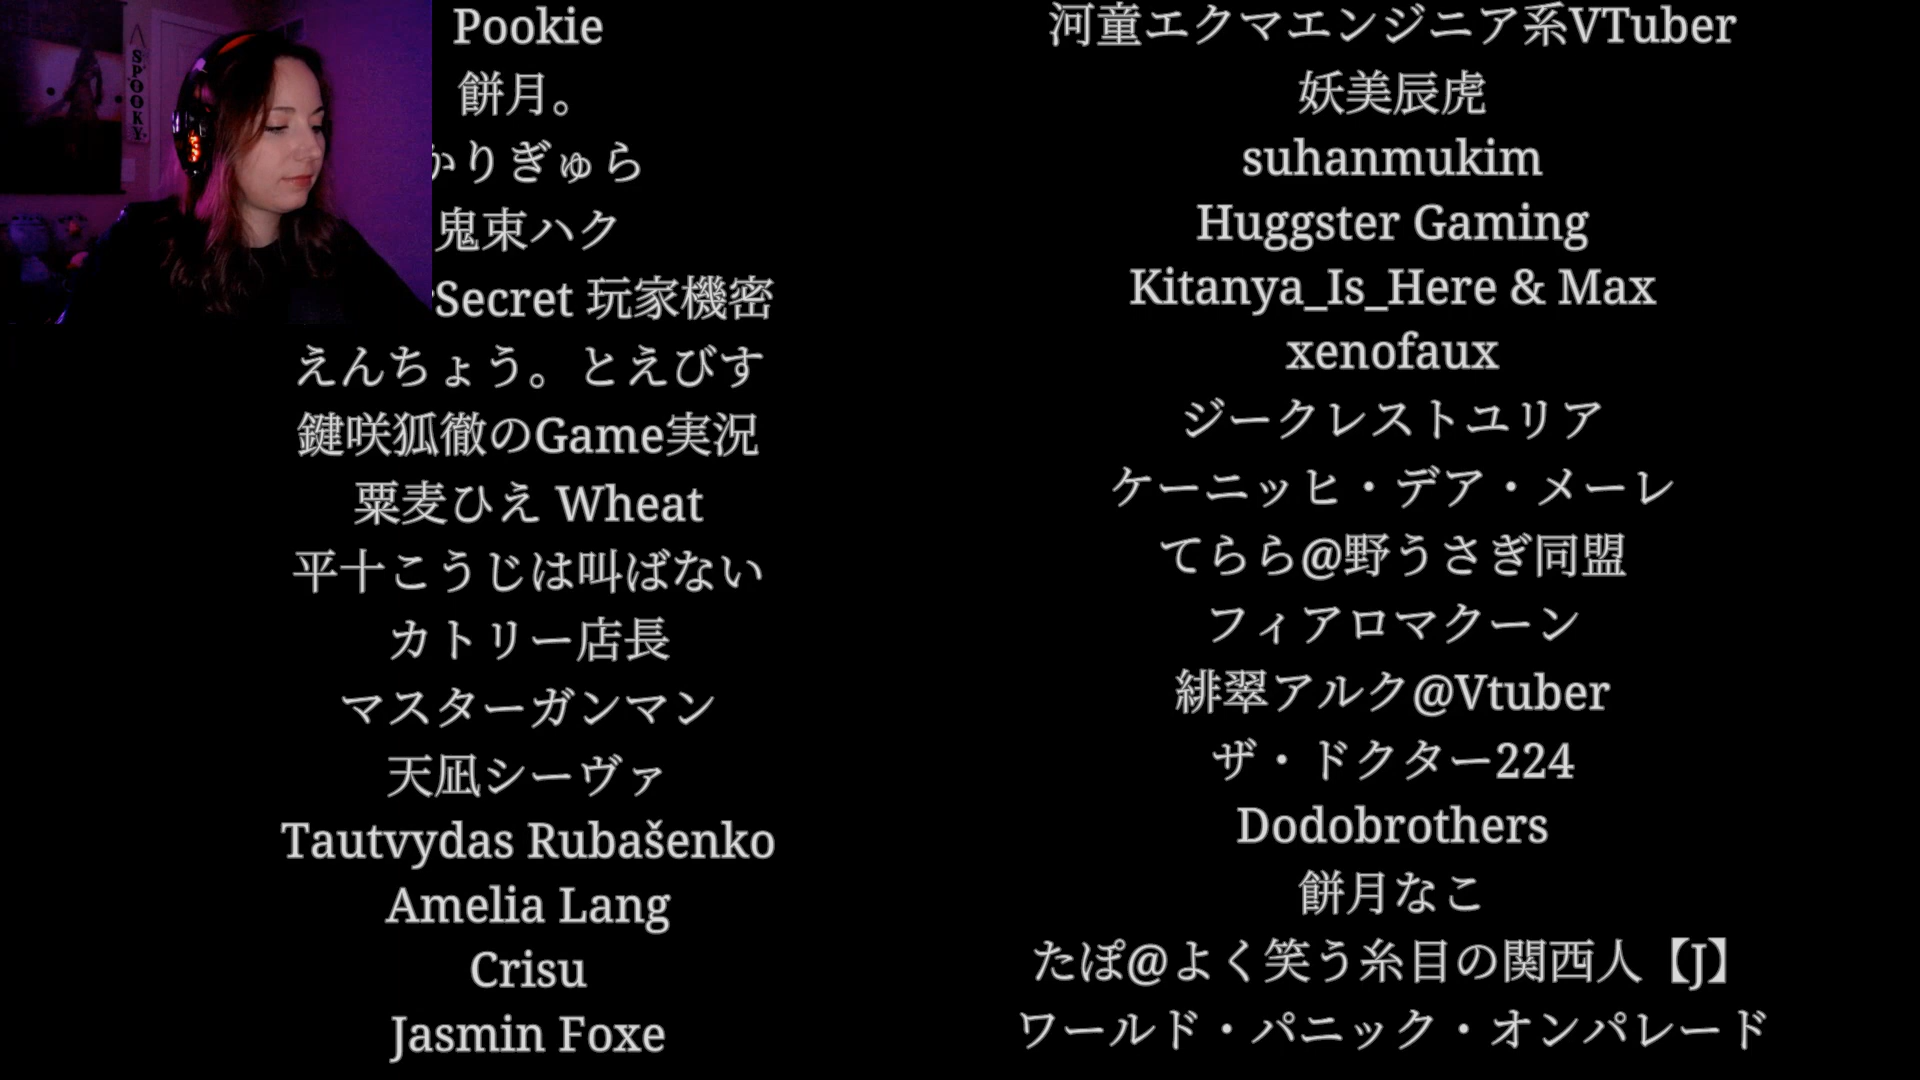 SPOOKY
Pookie
餅月。
かりぎゅら
鬼束ハク
Secret 玩家機密
えんちょう。とえびす
鍵咲狐徹のGame実況
粟麦ひえ Wheat
平十こうじは叫ばない
カトリー店長
マスターガンマン
天凪シーヴァ
Tautvydas Rubašenko
Amelia Lang
Crisu
Jasmin Foxe
河童エクマエンジニア系VTuber
妖美辰虎
suhanmukim
Huggster Gaming
Kitanya_Is_Here & Max
xenofaux
ジークレストユリア
ケーニッヒ・デア・メーレ
てらら@野うさぎ同盟
フィアロマクーン
緋翠アルク@Vtuber
ザ・ドクター224
Dodobrothers
餅月なこ
たぽ@よく笑う糸目の関西人【J】
ワールド・パニック・オンパレード